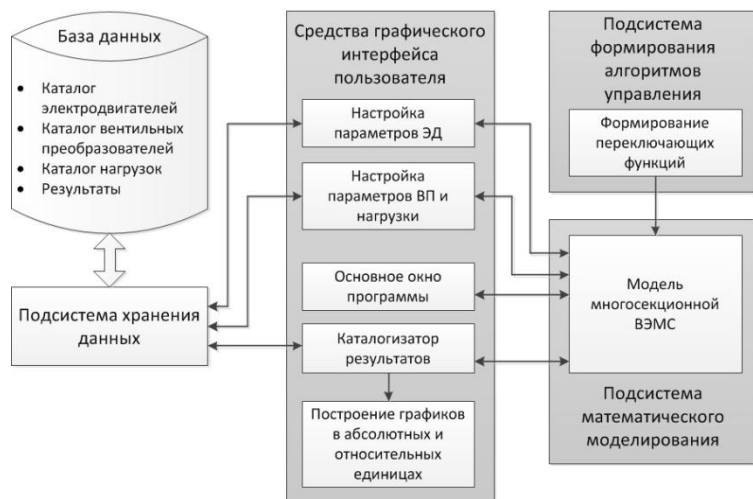 База данных
• Каталог
электродвигателей
• Каталог вентильных
преобразователей
• Каталог нагрузок
• Результаты
Подсистема хранения
данных
Средства графического
интерфейса
пользователя
Настройка
параметров ЭД
Настройка
параметров ВП и
нагрузки
Основное окно
программы
Каталогизатор
результатов
Построение графиков
в абсолютных и
относительных
единицах
Подсистема
формирования
алгоритмов
управления
Формирование
переключающих
функций
Модель
многосекционной
ВЭМС
Подсистема
математического
моделирования